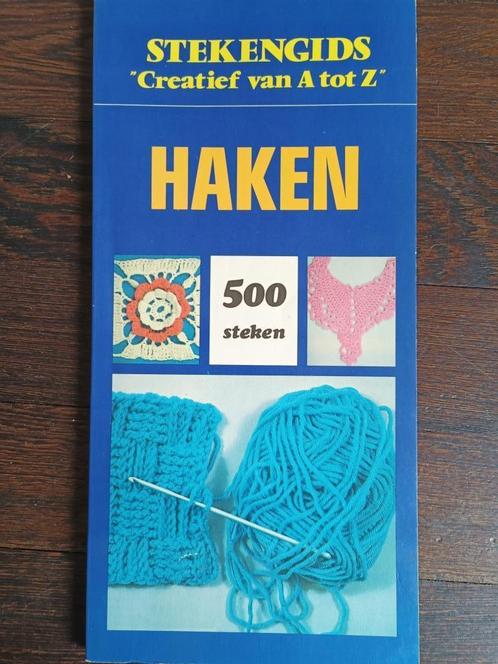 STEKENGIDS
"Creatief van A tot Z"
HAKEN
500
steken